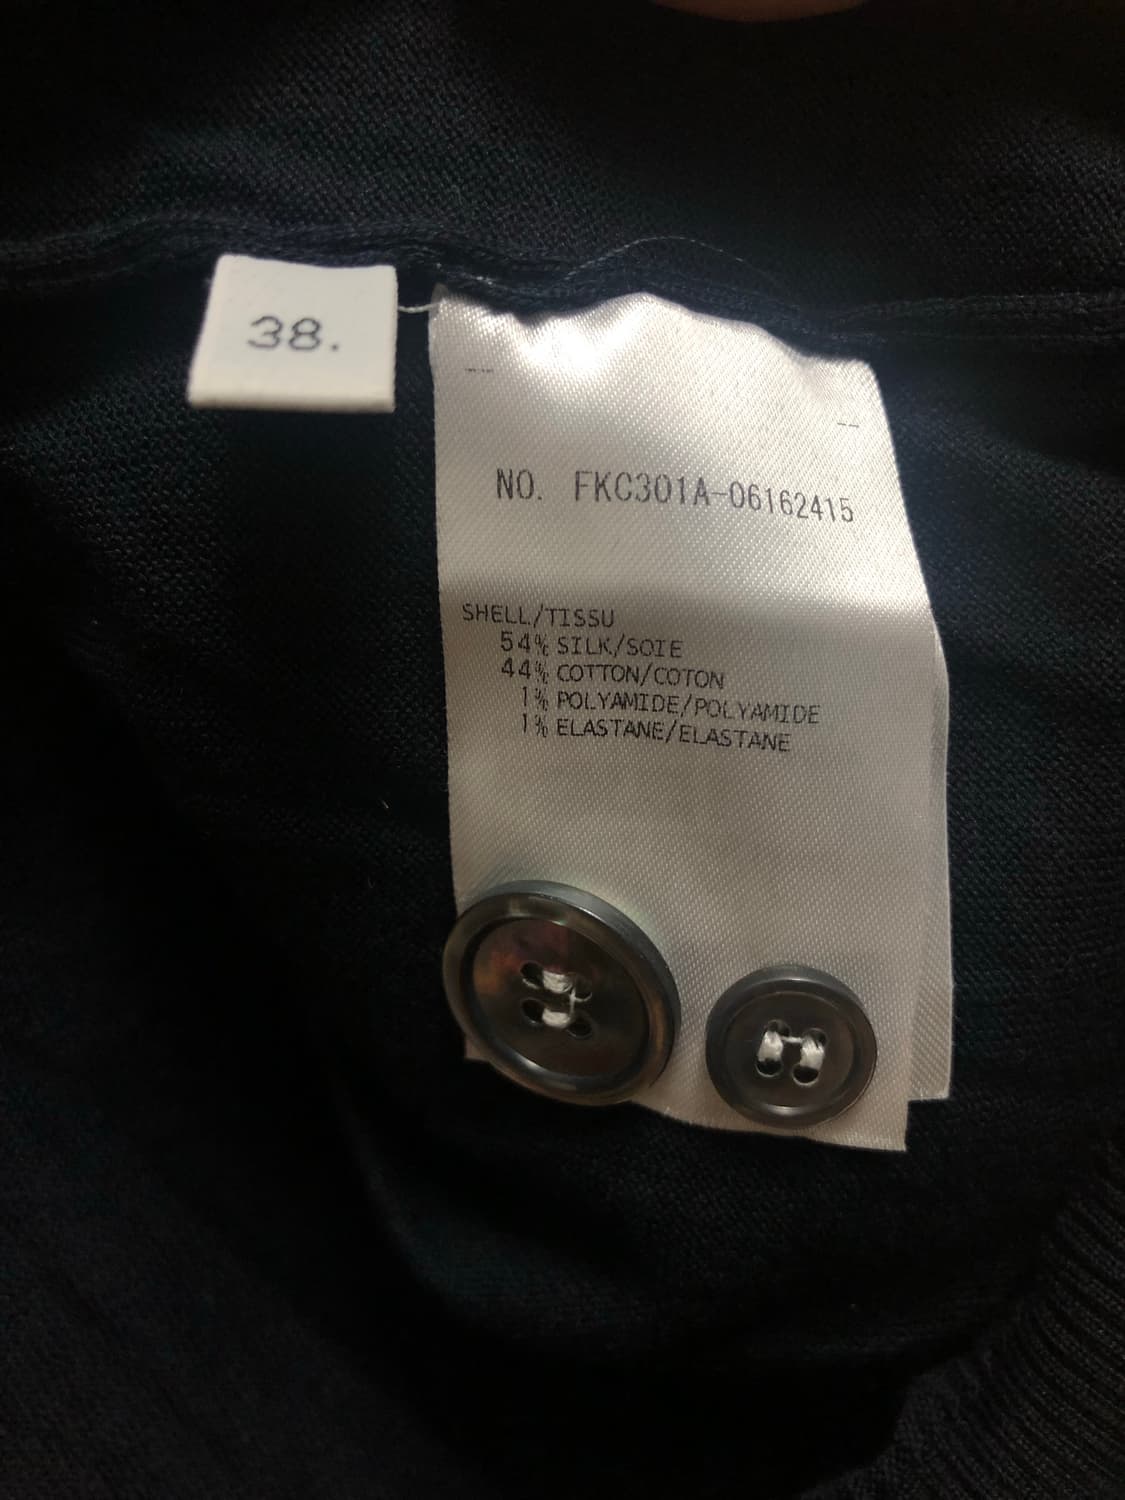 38.
NO. FKC301A-06162415
SHELL/TISSU
54% SILK/SOIE
44% COTTON/COTON
1% POLYAMIDE/POLYAMIDE
1% ELASTANE/ELASTANE